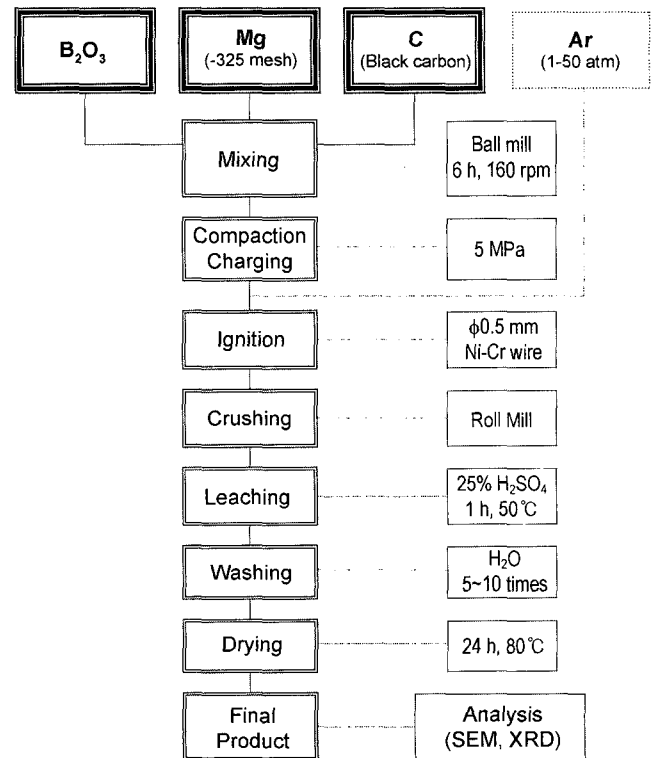 B₂O₃
Mg
(-325 mesh)
C
(Black carbon)
Ar
(1-50 atm)
Mixing
Ball mill
6 h, 160 rpm
Compaction
Charging
5 MPa
Ignition
ϕ0.5 mm
Ni-Cr wire
Crushing
Roll Mill
Leaching
25% H₂SO₄
1 h, 50℃
Washing
H₂O
5~10 times
Drying
24 h, 80℃
Final
Product
Analysis
(SEM, XRD)